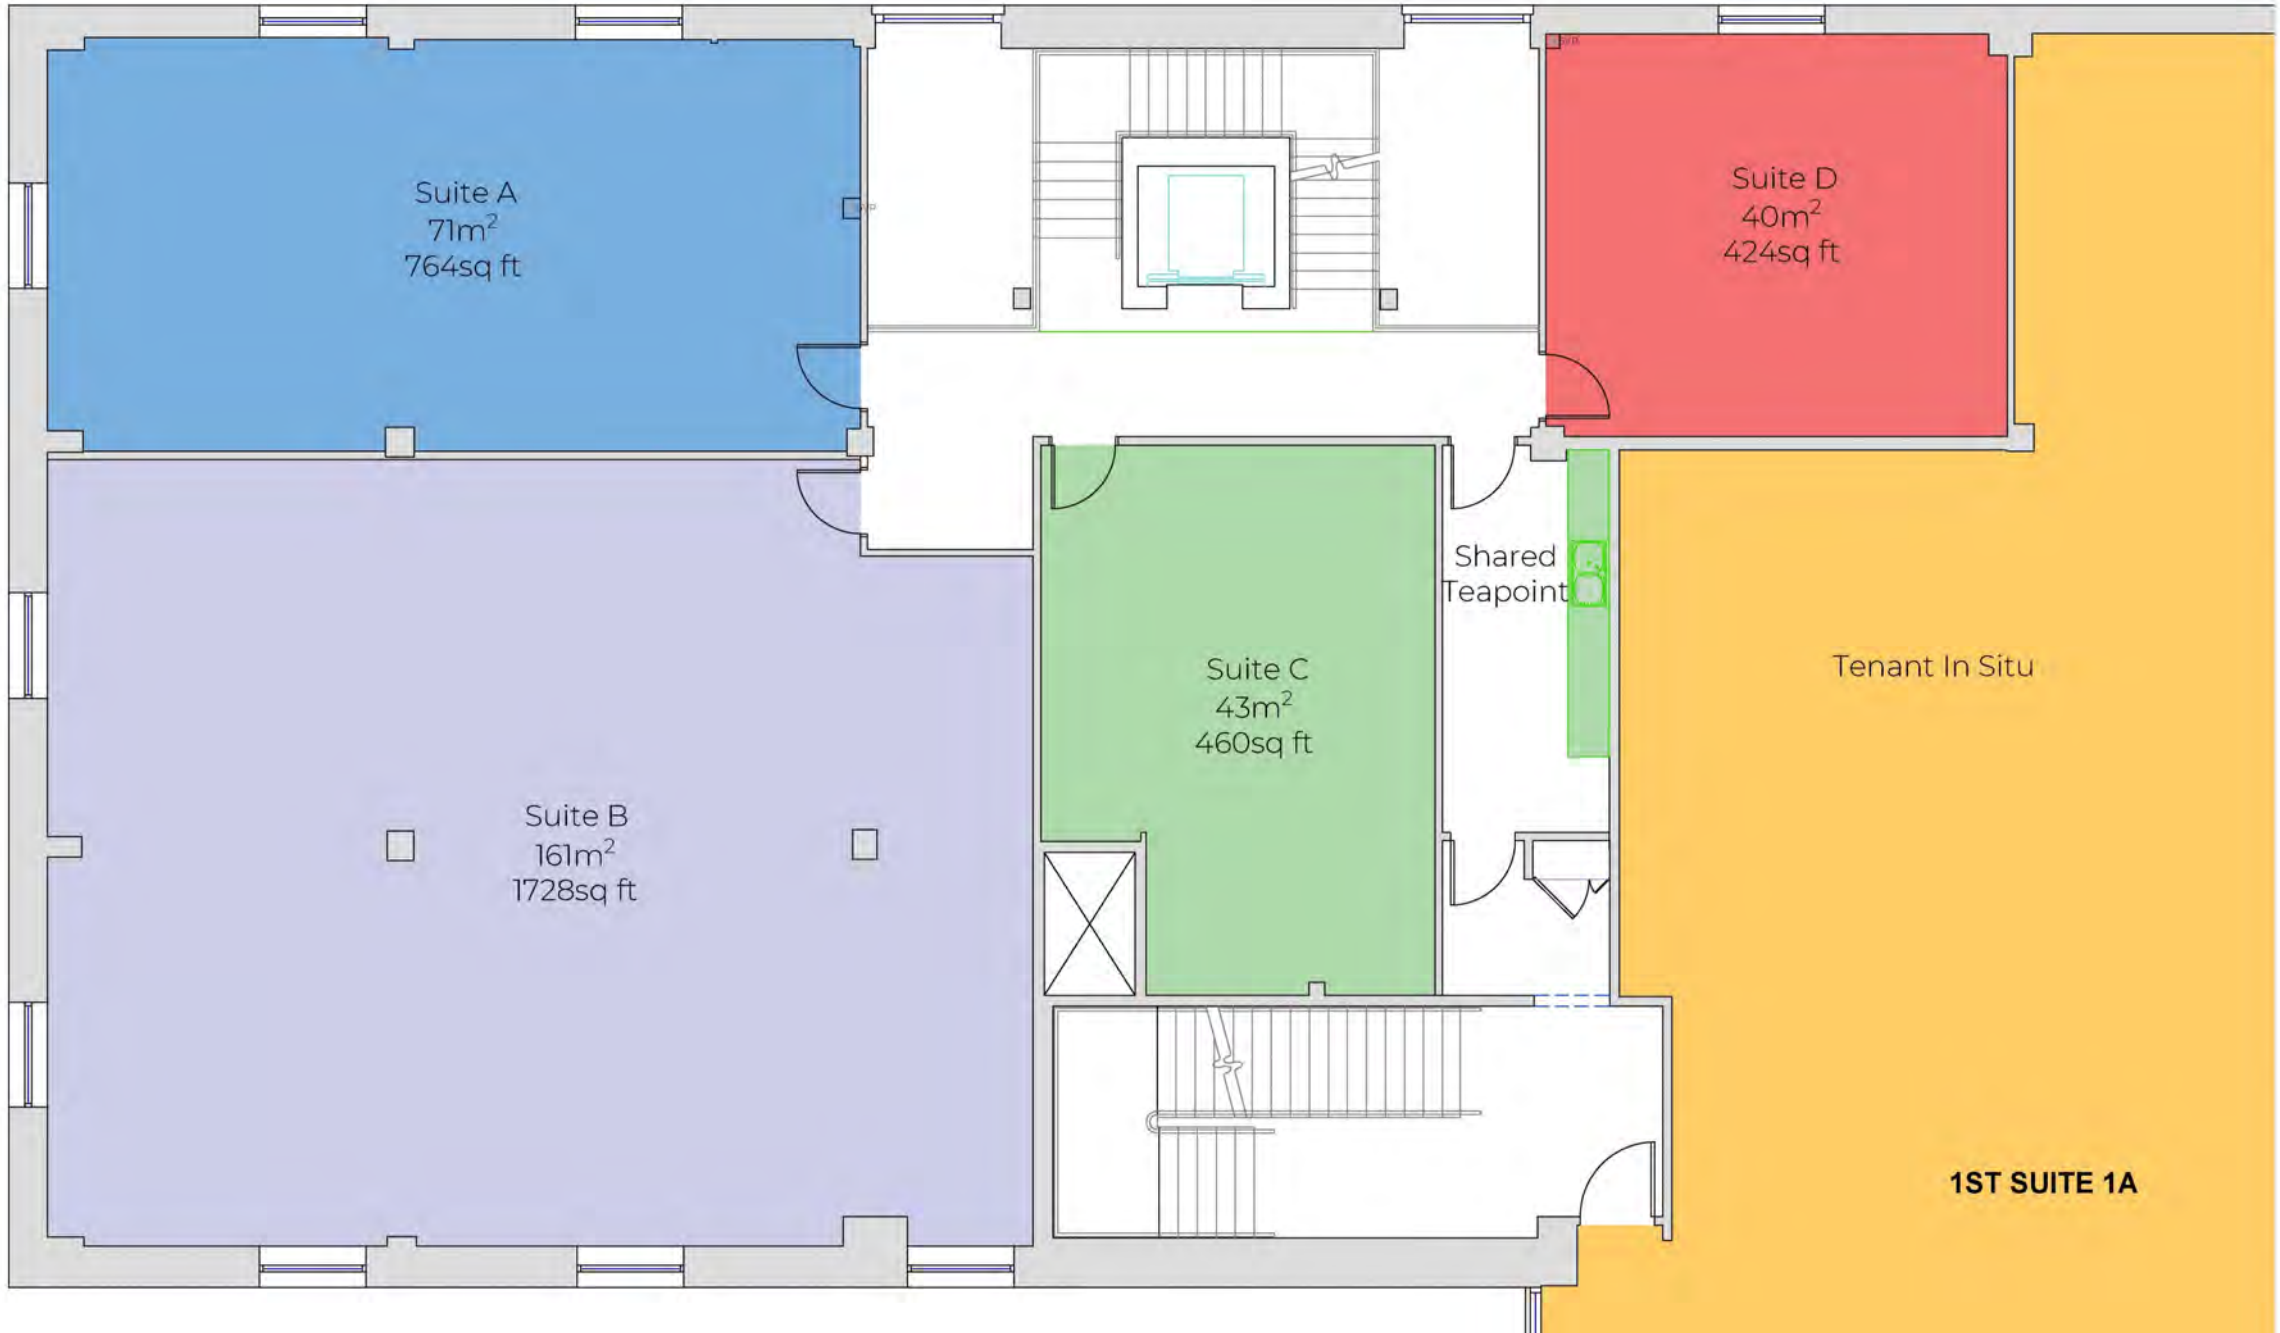 Suite A
71m²
764sq ft
Suite D
40m²
424sq ft
Shared
Teapoint
Suite C
43m²
460sq ft
Tenant In Situ
Suite B
161m²
1728sq ft
1ST SUITE 1A